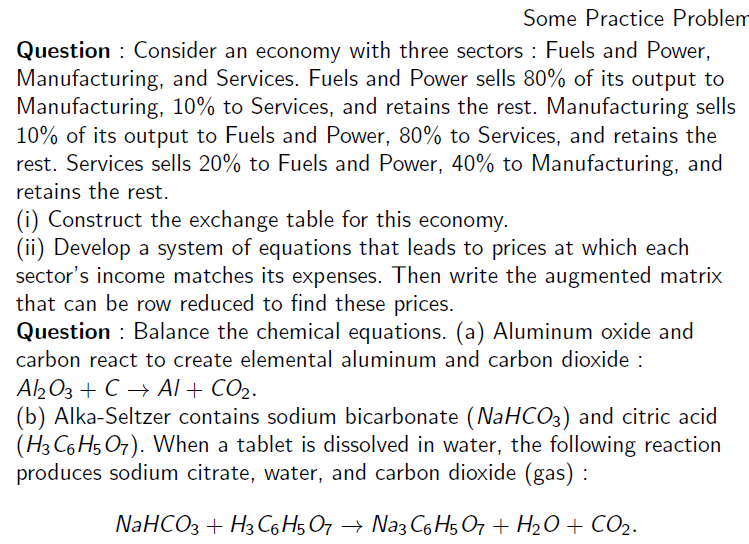 Some Practice Problem
Question : Consider an economy with three sectors : Fuels and Power,
Manufacturing, and Services. Fuels and Power sells 80% of its output to
Manufacturing, 10% to Services, and retains the rest. Manufacturing sells
10% of its output to Fuels and Power, 80% to Services, and retains the
rest. Services sells 20% to Fuels and Power, 40% to Manufacturing, and
retains the rest.
(i) Construct the exchange table for this economy.
(ii) Develop a system of equations that leads to prices at which each
sector's income matches its expenses. Then write the augmented matrix
that can be row reduced to find these prices.
Question : Balance the chemical equations. (a) Aluminum oxide and
carbon react to create elemental aluminum and carbon dioxide :
Al₂O₃ + C → Al + CO₂.
(b) Alka-Seltzer contains sodium bicarbonate (NaHCO₃) and citric acid
(H₃C₆H₅O₇). When a tablet is dissolved in water, the following reaction
produces sodium citrate, water, and carbon dioxide (gas) :
NaHCO₃ + H₃C₆H₅O₇ → Na₃C₆H₅O₇ + H₂O + CO₂.